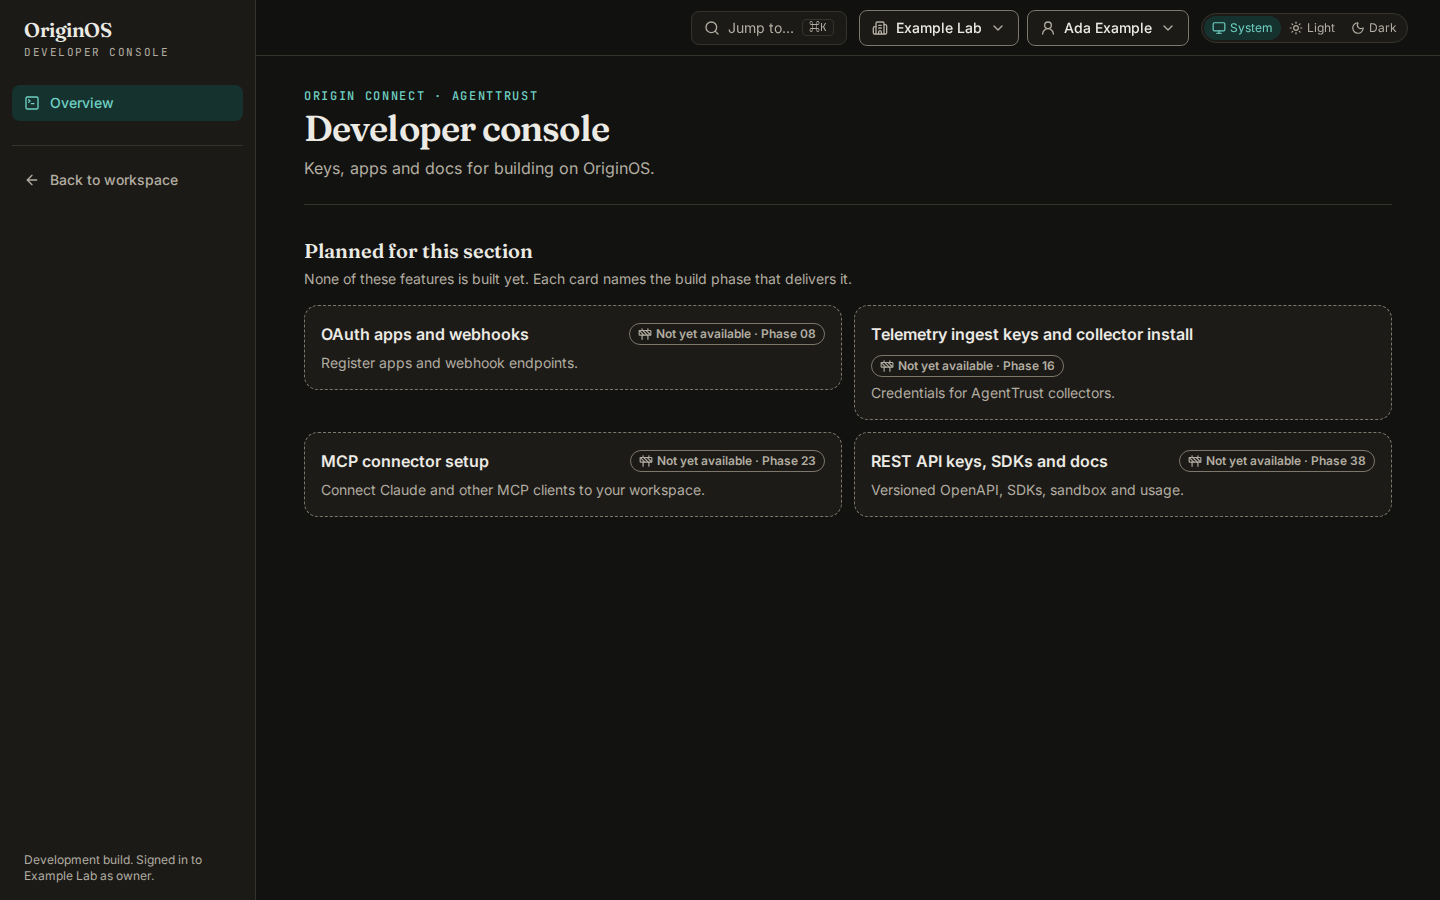 OriginOS
DEVELOPER CONSOLE
Overview
Back to workspace
Development build. Signed in to
Example Lab as owner.
Jump to...
⌘K
Example Lab
Ada Example
System
Light
Dark
ORIGIN CONNECT · AGENTTRUST
Developer console
Keys, apps and docs for building on OriginOS.
Planned for this section
None of these features is built yet. Each card names the build phase that delivers it.
OAuth apps and webhooks
Not yet available · Phase 08
Register apps and webhook endpoints.
Telemetry ingest keys and collector install
Not yet available · Phase 16
Credentials for AgentTrust collectors.
MCP connector setup
Not yet available · Phase 23
Connect Claude and other MCP clients to your workspace.
REST API keys, SDKs and docs
Not yet available · Phase 38
Versioned OpenAPI, SDKs, sandbox and usage.